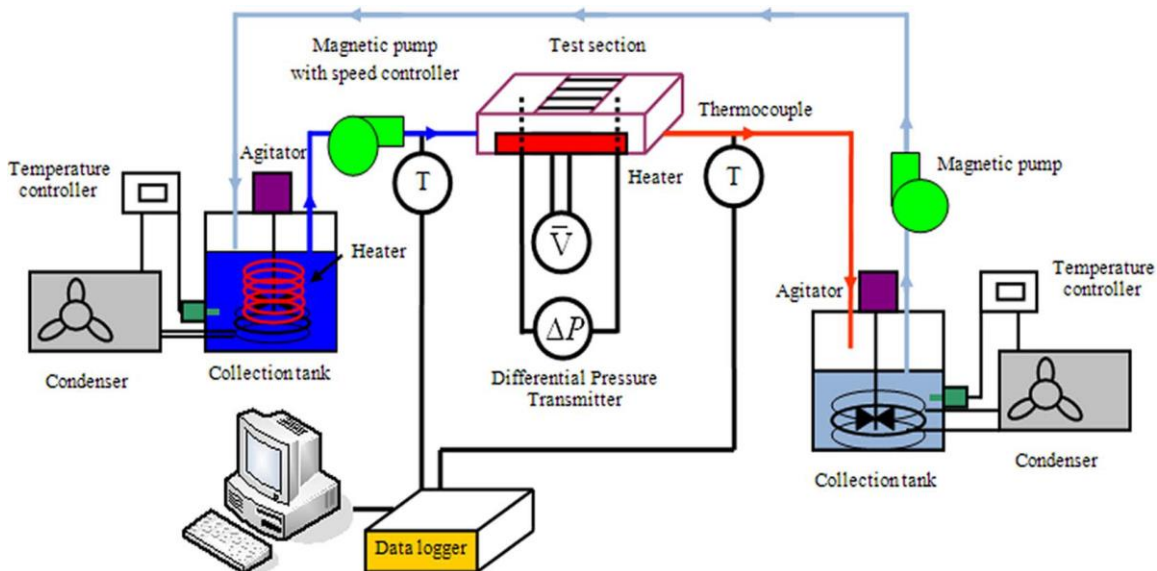 Magnetic pump
with speed controller
Test section
Thermocouple
Agitator
Temperature
controller
T
Heater
T
Magnetic pump
V̄
Heater
Temperature
controller
Agitator
ΔP
Condenser
Collection tank
Differential Pressure
Transmitter
Collection tank
Condenser
Data logger